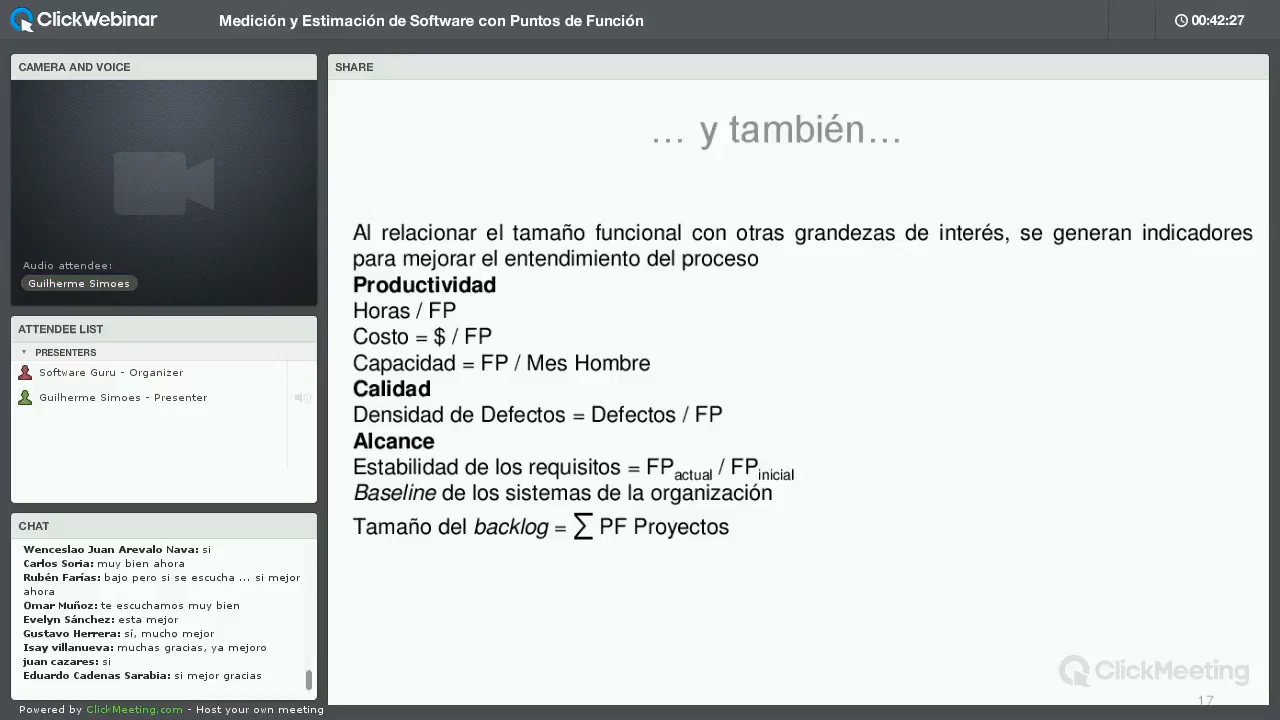 ClickWebinar
Medición y Estimación de Software con Puntos de Función
00:42:27
CAMERA AND VOICE
Audio attendee:
Guilherme Simoes
ATTENDEE LIST
PRESENTERS
Software Guru - Organizer
Guilherme Simoes - Presenter
CHAT
Wenceslao Juan Arevalo Nava: si
Carlos Soria: muy bien ahora
Rubén Farías: bajo pero si se escucha ... si mejor
ahora
Omar Muñoz: te escuchamos muy bien
Evelyn Sánchez: esta mejor
Gustavo Herrera: sí, mucho mejor
Isay villanueva: muchas gracias, ya mejoro
juan cazares: si
Eduardo Cadenas Sarabia: si mejor gracias
Powered by ClickMeeting.com - Host your own meeting
SHARE
... y también...
Al relacionar el tamaño funcional con otras grandezas de interés, se generan indicadores
para mejorar el entendimiento del proceso
Productividad
Horas / FP
Costo = $ / FP
Capacidad = FP / Mes Hombre
Calidad
Densidad de Defectos = Defectos / FP
Alcance
Estabilidad de los requisitos = FPactual / FPinicial
Baseline de los sistemas de la organización
Tamaño del backlog = ∑ PF Proyectos
ClickMeeting
17